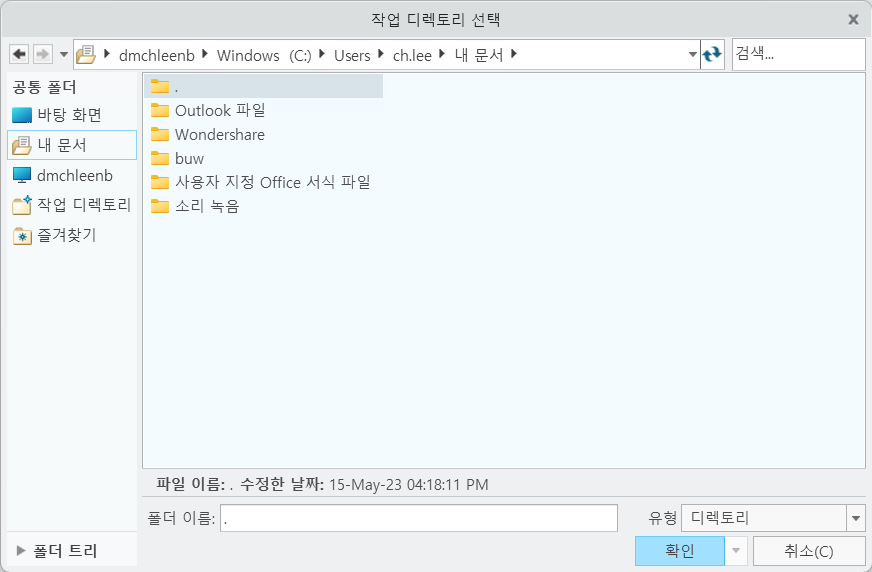 작업 디렉토리 선택
dmchleenb Windows (C:) Users ch.lee 내 문서
검색...
공통 폴더
바탕 화면
내 문서
dmchleenb
작업 디렉토리
즐겨찾기
.
Outlook 파일
Wondershare
buw
사용자 지정 Office 서식 파일
소리 녹음
파일 이름: . 수정한 날짜: 15-May-23 04:18:11 PM
폴더 이름: .
유형 디렉토리
폴더 트리
확인
취소(C)